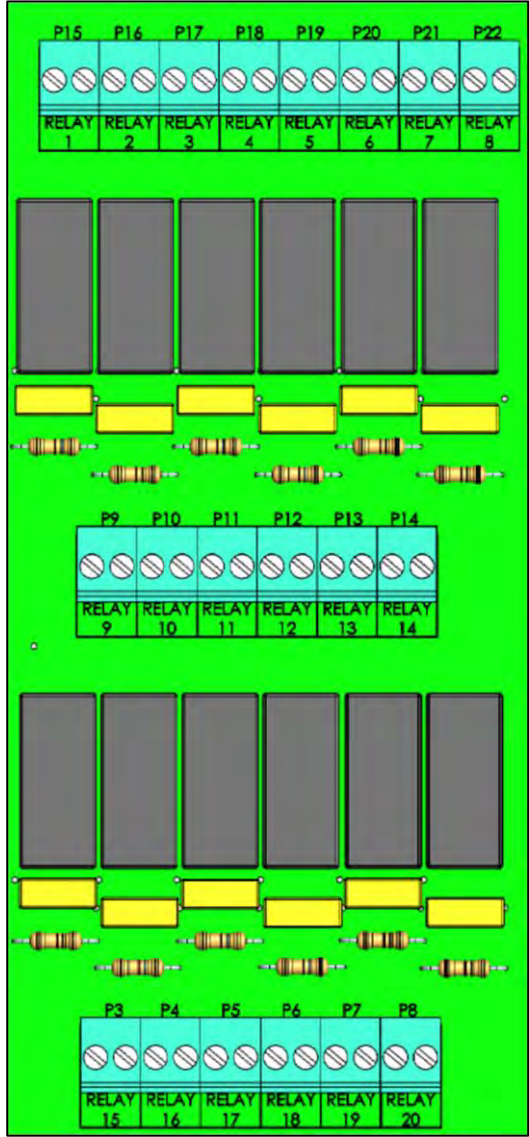 P15 P16 P17 P18 P19 P20 P21 P22
RELAY RELAY RELAY RELAY RELAY RELAY RELAY RELAY
1 2 3 4 5 6 7 8
P9 P10 P11 P12 P13 P14
RELAY RELAY RELAY RELAY RELAY RELAY
9 10 11 12 13 14
P3 P4 P5 P6 P7 P8
RELAY RELAY RELAY RELAY RELAY RELAY
15 16 17 18 19 20